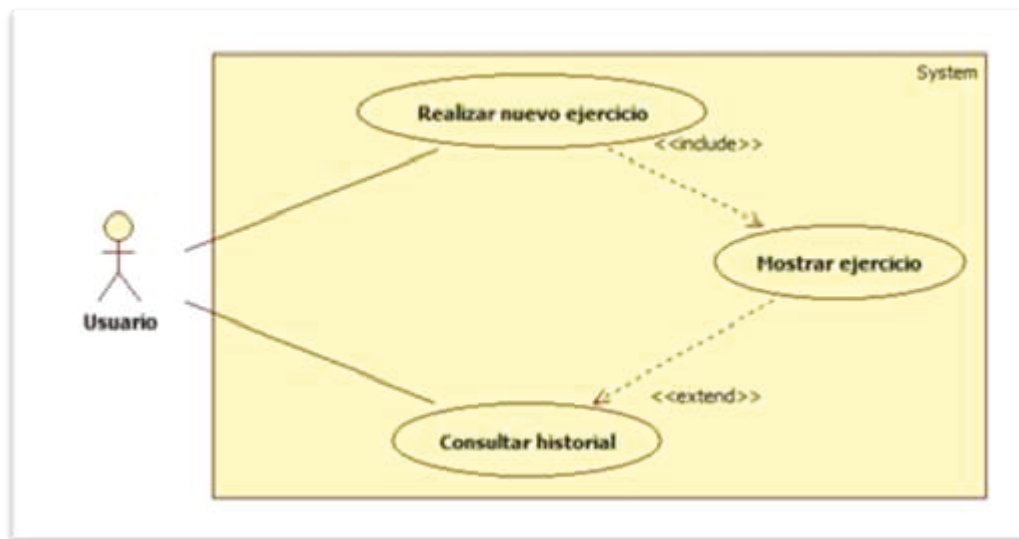 System
Realizar nuevo ejercicio
<<include>>
Mostrar ejercicio
Usuario
<<extend>>
Consultar historial